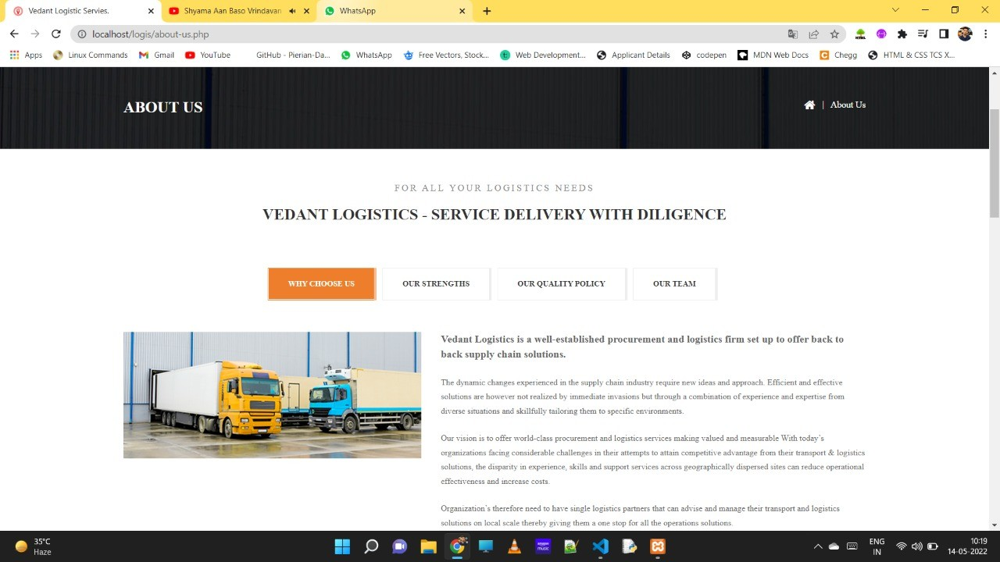 Vedant Logistic Servies.
Shyama Aan Baso Vrindavan
WhatsApp
localhost/logis/about-us.php
Apps
Linux Commands
Gmail
YouTube
GitHub - Pierian-Da...
WhatsApp
Free Vectors, Stock...
Web Development...
Applicant Details
codepen
MDN Web Docs
Chegg
HTML & CSS TCS X...
ABOUT US
| About Us
FOR ALL YOUR LOGISTICS NEEDS
VEDANT LOGISTICS - SERVICE DELIVERY WITH DILIGENCE
WHY CHOOSE US
OUR STRENGTHS
OUR QUALITY POLICY
OUR TEAM
Vedant Logistics is a well-established procurement and logistics firm set up to offer back to
back supply chain solutions.
The dynamic changes experienced in the supply chain industry require new ideas and approach. Efficient and effective
solutions are however not realized by immediate invasions but through a combination of experience and expertise from
diverse situations and skillfully tailoring them to specific environments.
Our vision is to offer world-class procurement and logistics services making valued and measurable With today's
organizations facing considerable challenges in their attempts to attain competitive advantage from their transport & logistics
solutions, the disparity in experience, skills and support services across geographically dispersed sites can reduce operational
effectiveness and increase costs.
Organization's therefore need to have single logistics partners that can advise and manage their transport and logistics
solutions on local scale thereby giving them a one stop for all the operations solutions.
35°C
Haze
ENG
IN
10:19
14-05-2022